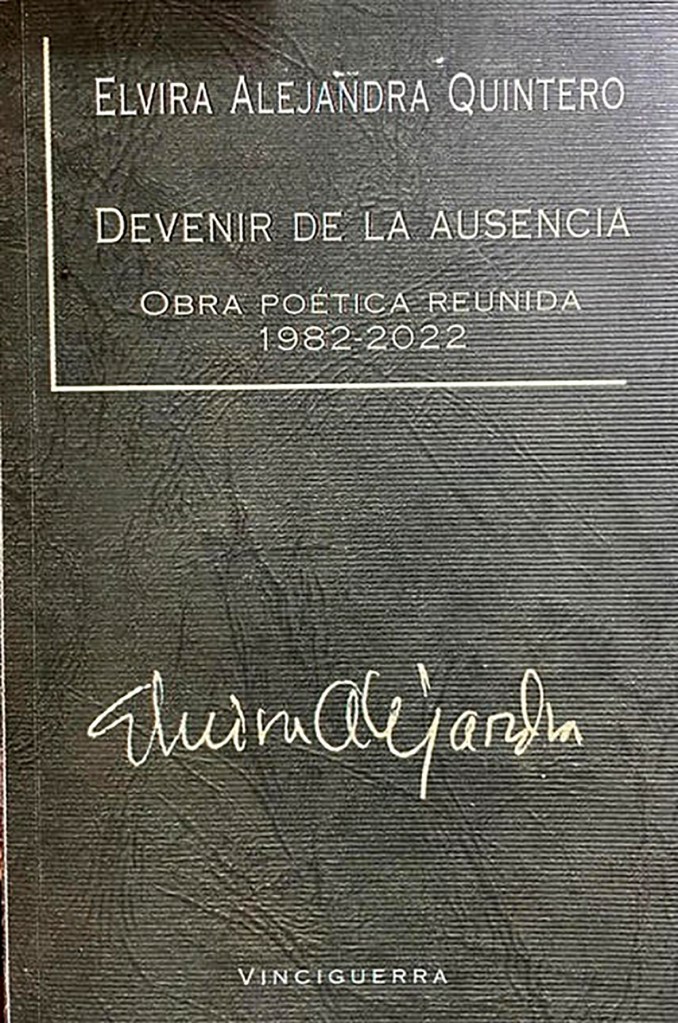 ELVIRA ALEJANDRA QUINTERO
DEVENIR DE LA AUSENCIA
OBRA POÉTICA REUNIDA
1982-2022
Elvira Alejandra
VINCIGUERRA